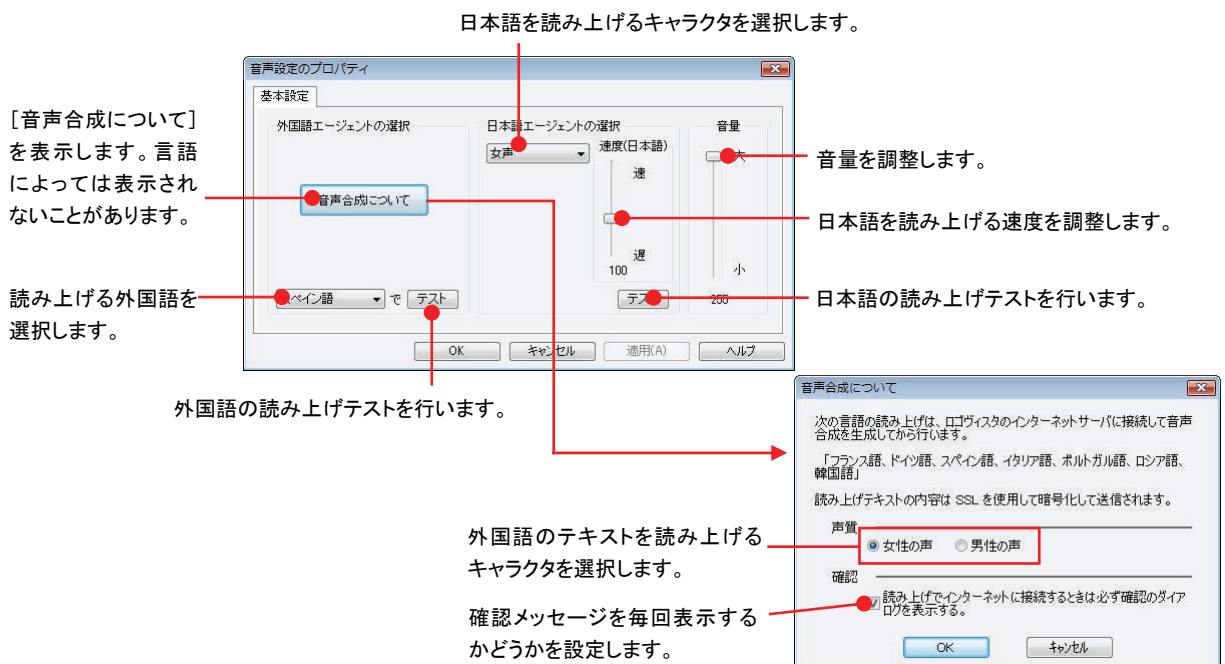 日本語を読み上げるキャラクタを選択します。
音声設定のプロパティ
基本設定
[音声合成について]
を表示します。言語
によっては表示され
ないことがあります。
外国語エージェントの選択
音声合成について
読み上げる外国語を
選択します。
スペイン語
で
テスト
日本語エージェントの選択
女声
速度(日本語)
速
遅
100
テスト
音量
大
小
255
音量を調整します。
日本語を読み上げる速度を調整します。
日本語の読み上げテストを行います。
OK
キャンセル
適用(A)
ヘルプ
外国語の読み上げテストを行います。
音声合成について
次の言語の読み上げは、ロゴヴィスタのインターネットサーバに接続して音声
合成を生成してから行います。
「フランス語、ドイツ語、スペイン語、イタリア語、ポルトガル語、ロシア語、
韓国語」
読み上げテキストの内容は SSL を使用して暗号化して送信されます。
声質
女性の声
男性の声
外国語のテキストを読み上げる
キャラクタを選択します。
確認
読み上げでインターネットに接続するときは必ず確認のダイア
ログを表示する。
確認メッセージを毎回表示する
かどうかを設定します。
OK
キャンセル